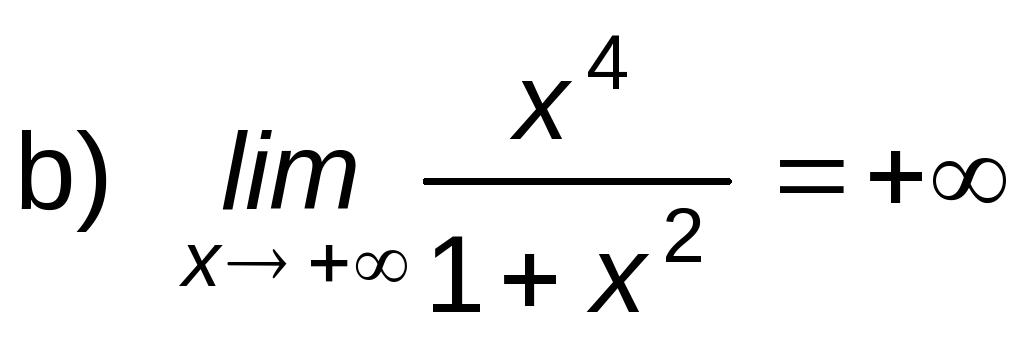 b) lim x→ +∞ x⁴ / 1 + x² = +∞